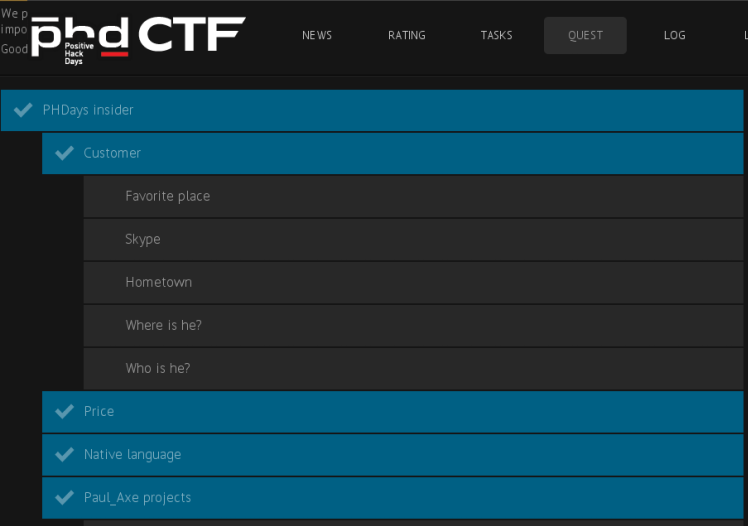 We p
impo
Good
phd CTF
Positive
Hack
Days
NEWS RATING TASKS QUEST LOG
PHDays insider
Customer
Favorite place
Skype
Hometown
Where is he?
Who is he?
Price
Native language
Paul_Axe projects